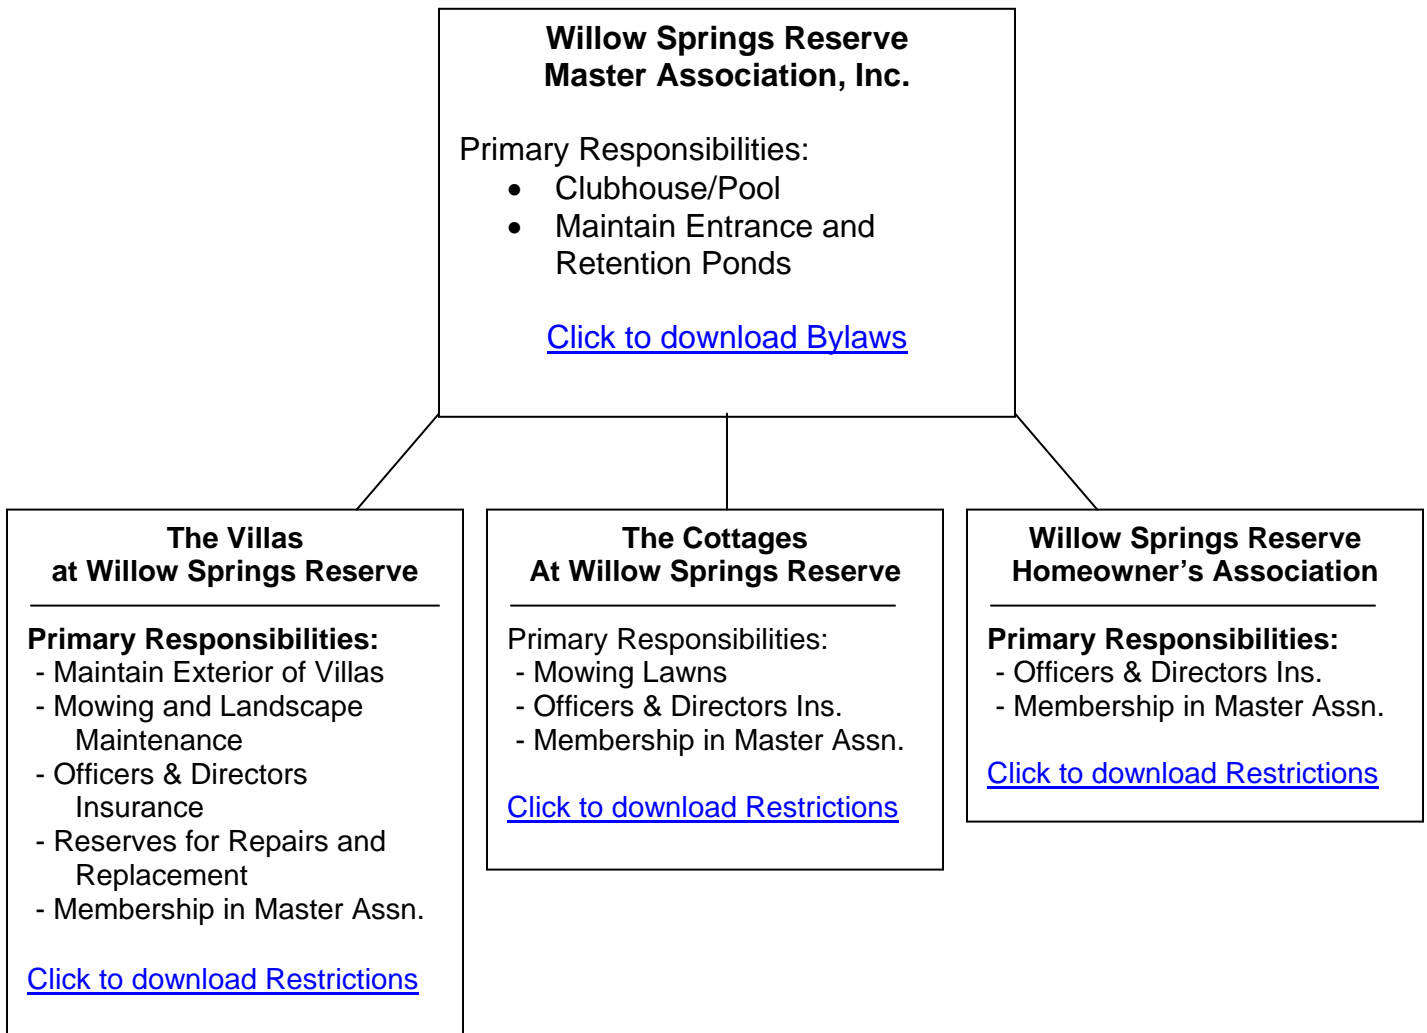 Willow Springs Reserve
Master Association, Inc.
Primary Responsibilities:
• Clubhouse/Pool
• Maintain Entrance and
Retention Ponds
Click to download Bylaws
The Villas
at Willow Springs Reserve
Primary Responsibilities:
- Maintain Exterior of Villas
- Mowing and Landscape
Maintenance
- Officers & Directors
Insurance
- Reserves for Repairs and
Replacement
- Membership in Master Assn.
Click to download Restrictions
The Cottages
At Willow Springs Reserve
Primary Responsibilities:
- Mowing Lawns
- Officers & Directors Ins.
- Membership in Master Assn.
Click to download Restrictions
Willow Springs Reserve
Homeowner’s Association
Primary Responsibilities:
- Officers & Directors Ins.
- Membership in Master Assn.
Click to download Restrictions